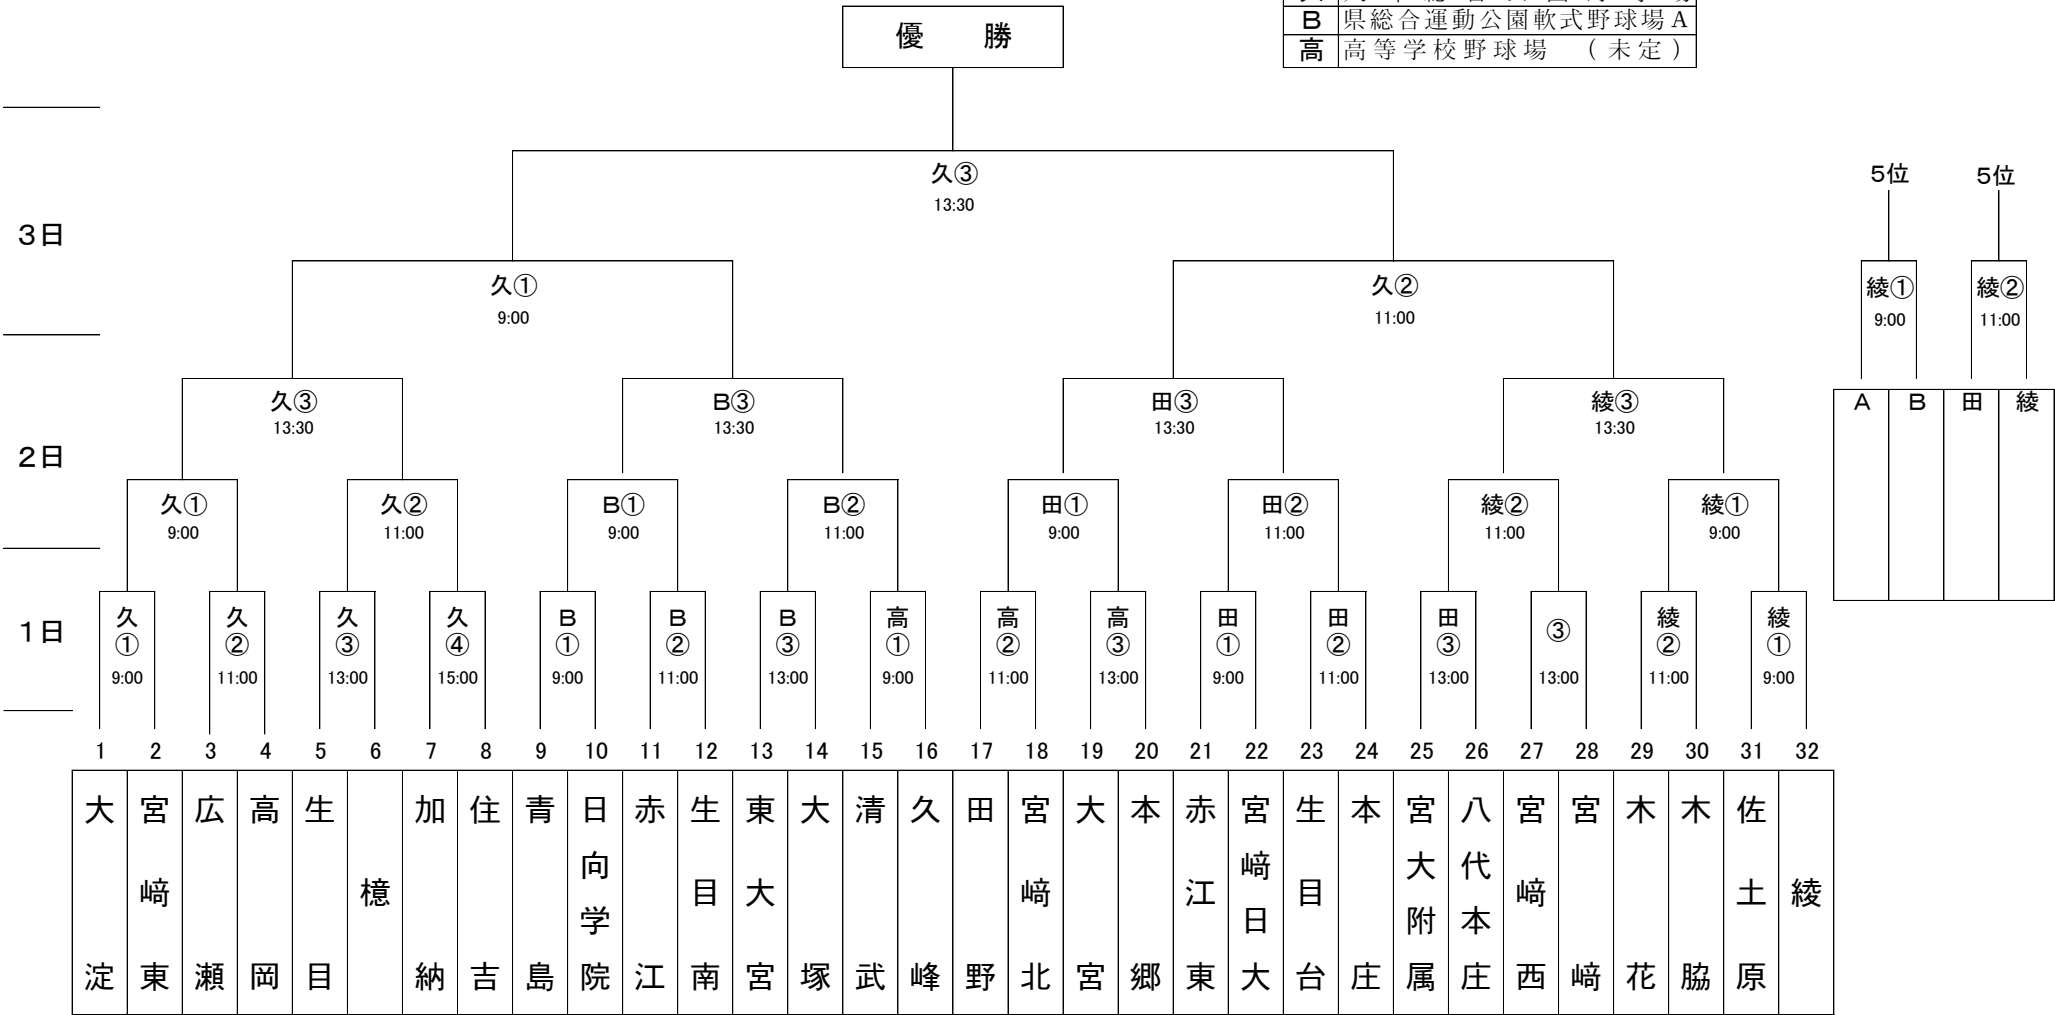 B 県総合運動公園軟式野球場A
優 勝
高 高等学校野球場 (未定)
久③
13:30
5位 5位
3日
久① 久② 綾① 綾②
9:00 11:00 9:00 11:00
久③ B③ 田③ 綾③ A B 田 綾
13:30 13:30 13:30 13:30
2日
久① 久② B① B② 田① 田② 綾② 綾①
9:00 11:00 9:00 11:00 9:00 11:00 11:00 9:00
1日
久① 久② 久③ 久④ B① B② B③ 高① 高② 高③ 田① 田② 田③ ③ 綾② 綾①
9:00 11:00 13:00 15:00 9:00 11:00 13:00 9:00 11:00 13:00 9:00 11:00 13:00 13:00 11:00 9:00
1 2 3 4 5 6 7 8 9 10 11 12 13 14 15 16 17 18 19 20 21 22 23 24 25 26 27 28 29 30 31 32
大淀
宮﨑東
広瀬
高岡
生目
檍
加納
住吉
青島
日向学院
赤江
生目南
東大宮
大塚
清武
久峰
田野
宮﨑北
大宮
本郷
赤江東
宮﨑日大
生目台
本庄
宮大附属
八代本庄
宮﨑西
宮﨑
木花
木脇
佐土原
綾